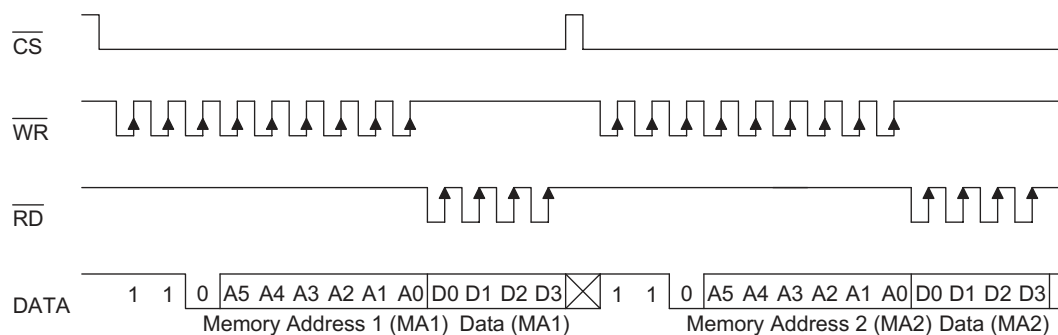 CS
WR
RD
DATA 1 1 0 A5 A4 A3 A2 A1 A0 D0 D1 D2 D3 1 1 0 A5 A4 A3 A2 A1 A0 D0 D1 D2 D3
Memory Address 1 (MA1) Data (MA1) Memory Address 2 (MA2) Data (MA2)